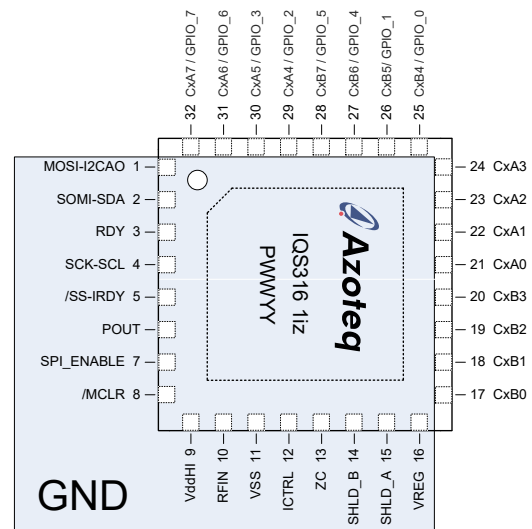 32 CxA7 / GPIO_7
31 CxA6 / GPIO_6
30 CxA5 / GPIO_3
29 CxA4 / GPIO_2
28 CxB7 / GPIO_5
27 CxB6 / GPIO_4
26 CxB5/ GPIO_1
25 CxB4 / GPIO_0
MOSI-I2CAO 1
SOMI-SDA 2
RDY 3
SCK-SCL 4
/SS-IRDY 5
POUT
SPI_ENABLE 7
/MCLR 8
Azoteq
IQS316 1iz
PWWYY
24 CxA3
23 CxA2
22 CxA1
21 CxA0
20 CxB3
19 CxB2
18 CxB1
17 CxB0
VddHI 9
RFIN 10
VSS 11
ICTRL 12
ZC 13
SHLD_B 14
SHLD_A 15
VREG 16
GND